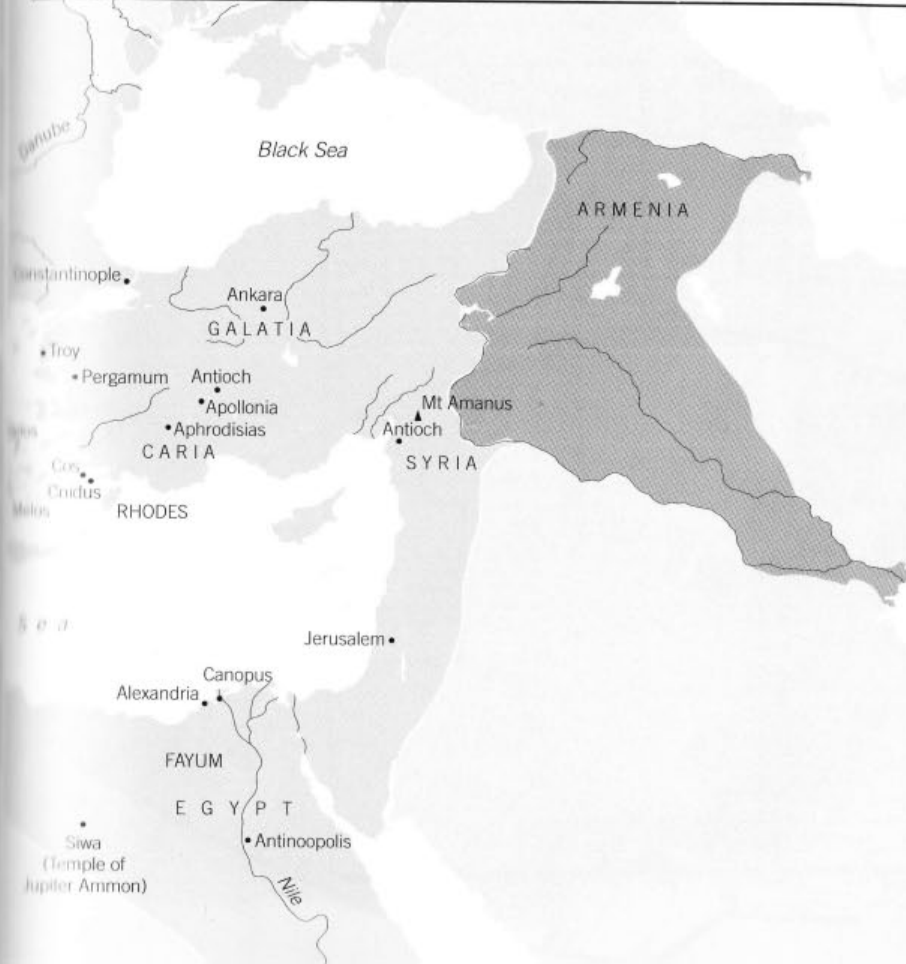 Danube
Black Sea
ARMENIA
Constantinople
Ankara
GALATIA
Troy
Pergamum
Antioch
Apollonia
Mt Amanus
Aphrodisias
Antioch
CARIA
SYRIA
Cos
Cnidus
Melos
RHODES
Sea
Jerusalem
Canopus
Alexandria
FAYUM
EGYPT
Siwa
(Temple of
Jupiter Ammon)
Antinoopolis
Nile